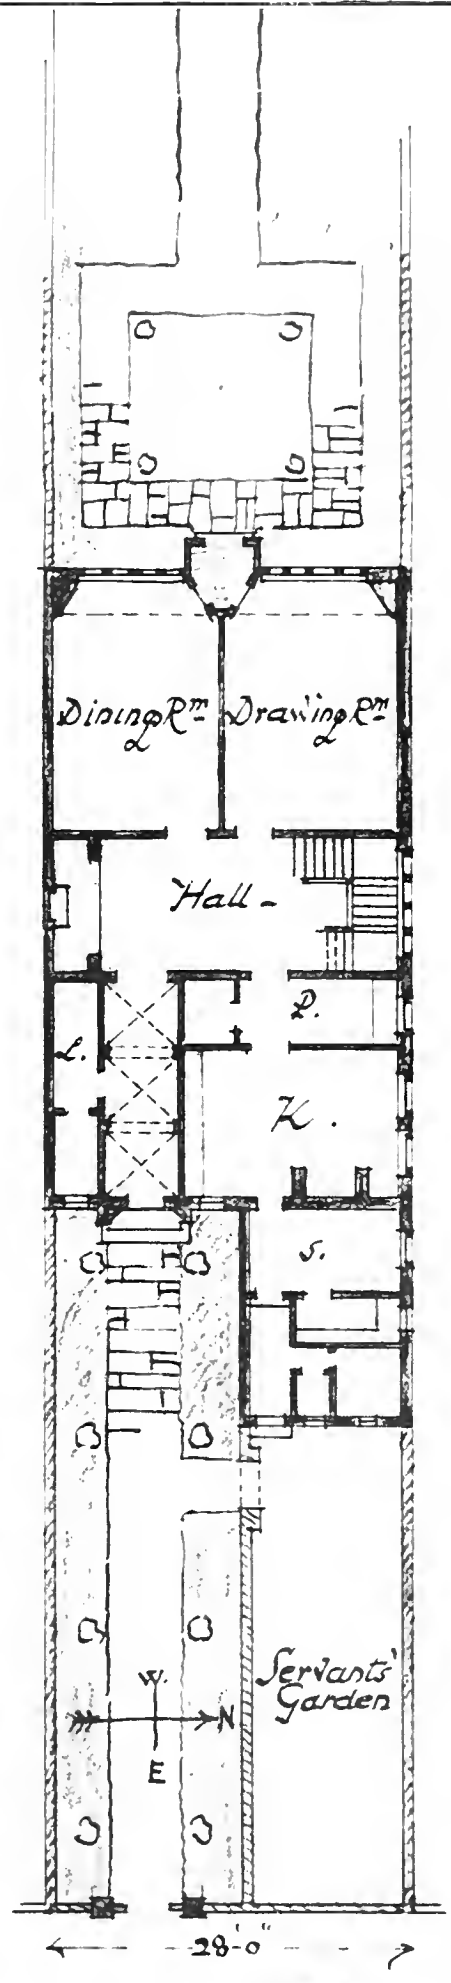 Dining Rm
Drawing Rm
Hall
P.
L.
K.
S.
W.
N
E
Servants'
Garden
28-0